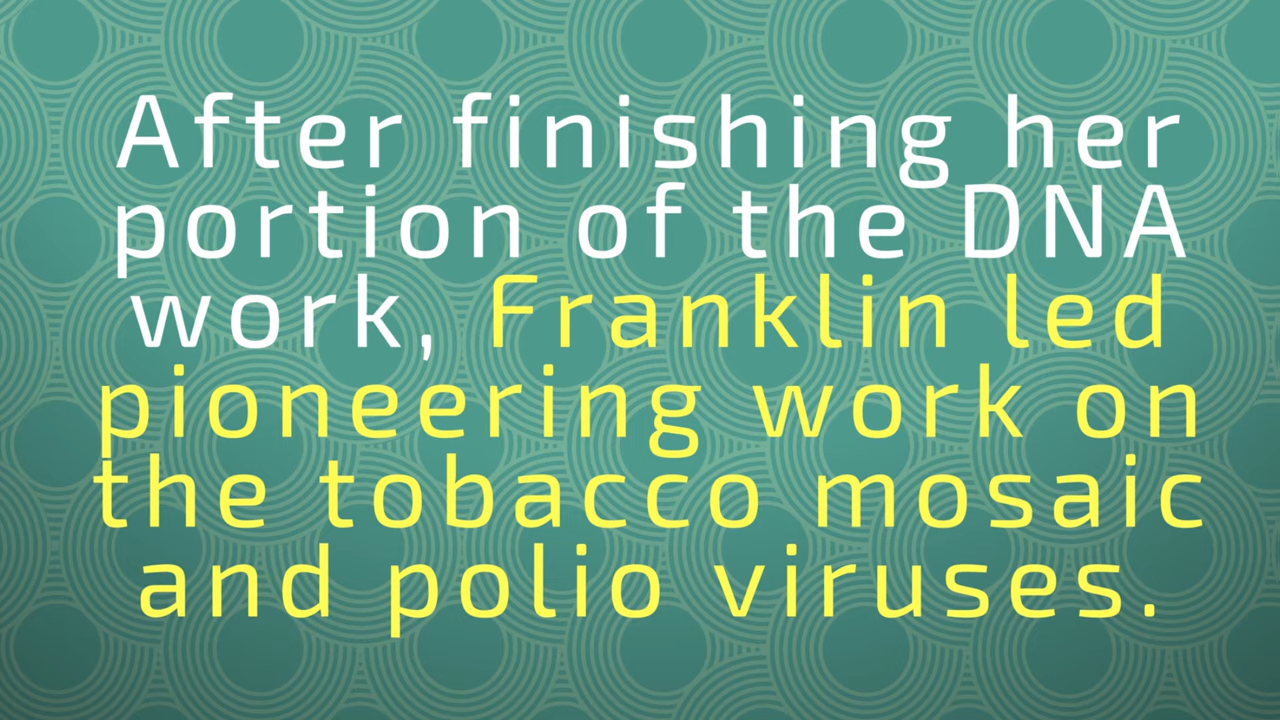 After finishing her
portion of the DNA
work, Franklin led
pioneering work on
the tobacco mosaic
and polio viruses.